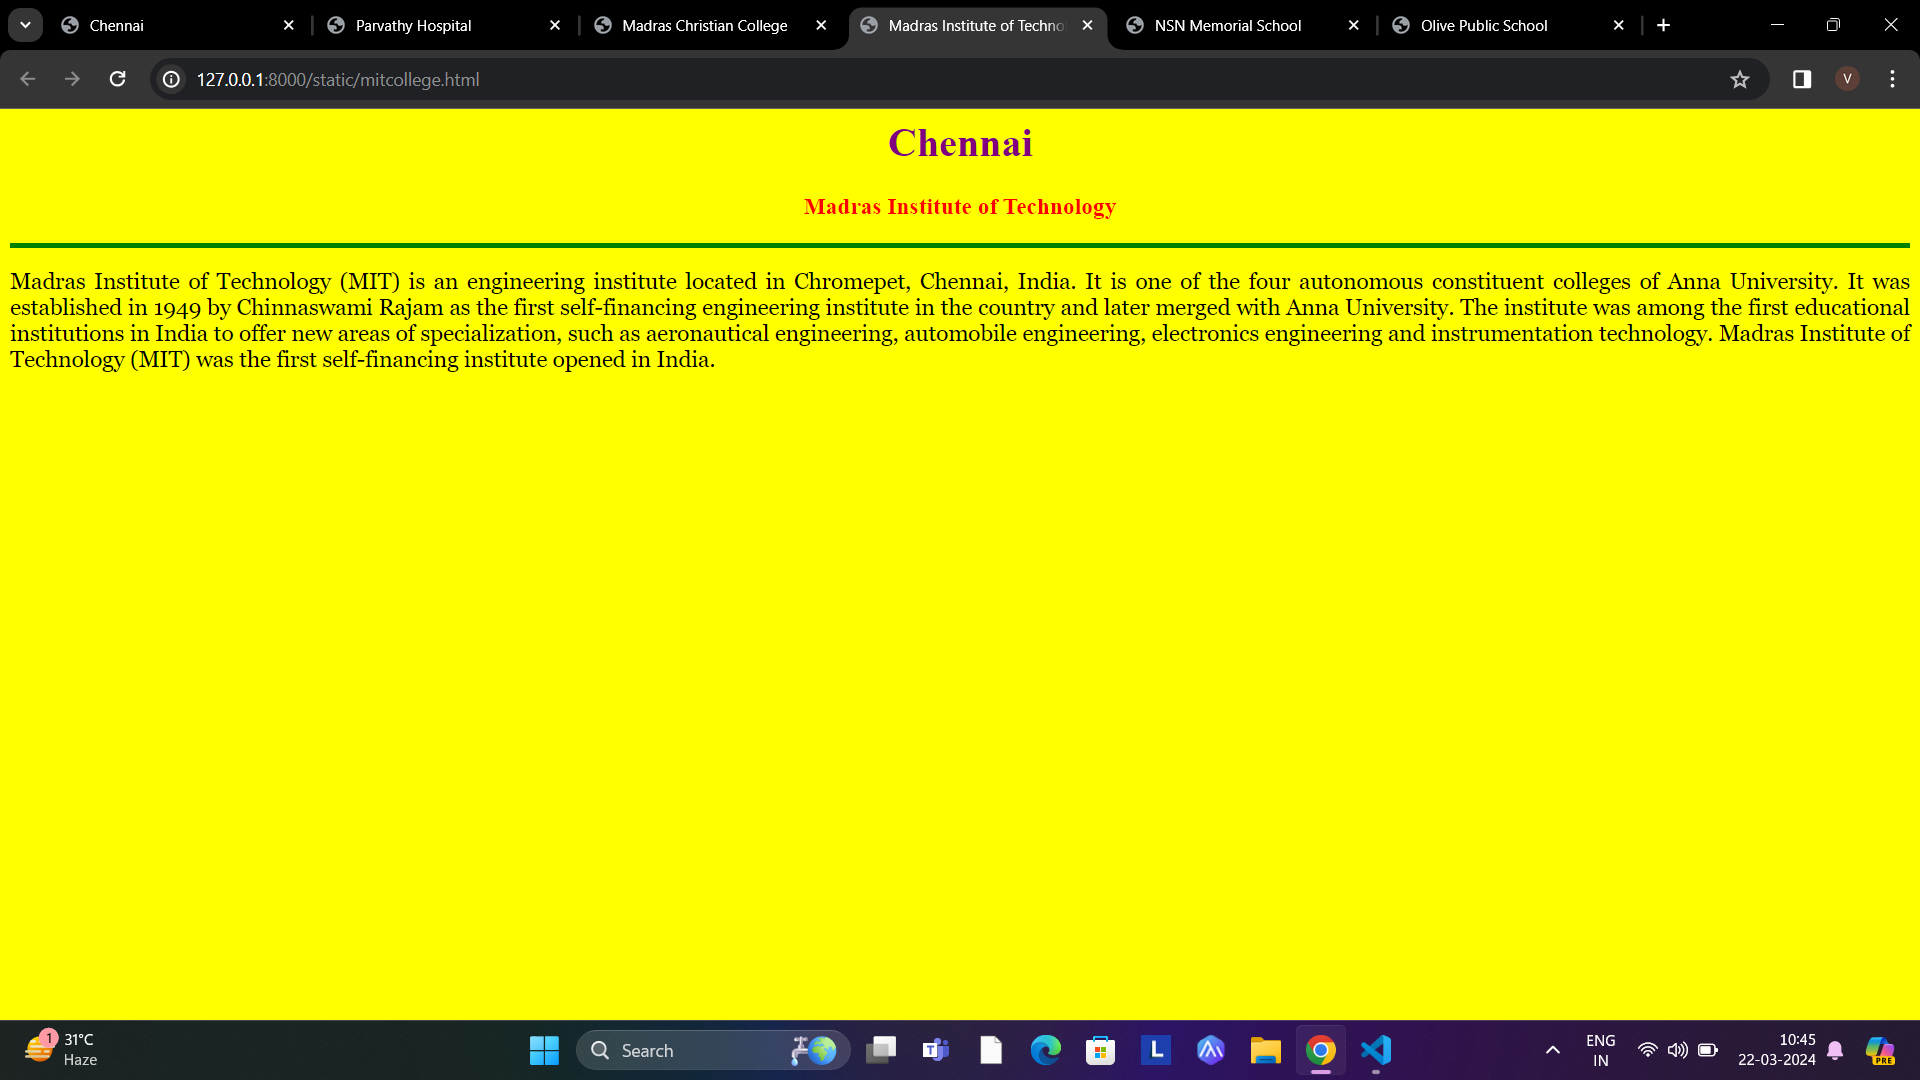 Chennai
Parvathy Hospital
Madras Christian College
Madras Institute of Techno
NSN Memorial School
Olive Public School
127.0.0.1:8000/static/mitcollege.html
V
Chennai
Madras Institute of Technology
Madras Institute of Technology (MIT) is an engineering institute located in Chromepet, Chennai, India. It is one of the four autonomous constituent colleges of Anna University. It was
established in 1949 by Chinnaswami Rajam as the first self-financing engineering institute in the country and later merged with Anna University. The institute was among the first educational
institutions in India to offer new areas of specialization, such as aeronautical engineering, automobile engineering, electronics engineering and instrumentation technology. Madras Institute of
Technology (MIT) was the first self-financing institute opened in India.
1
31°C
Haze
Search
T
L
ENG
IN
10:45
22-03-2024
PRE